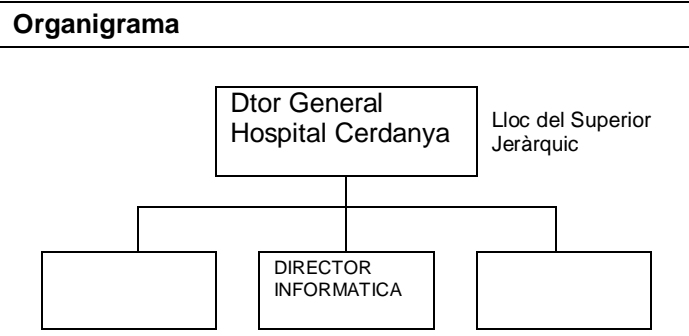 Organigrama
Dtor General
Hospital Cerdanya
Lloc del Superior
Jeràrquic
DIRECTOR
INFORMATICA